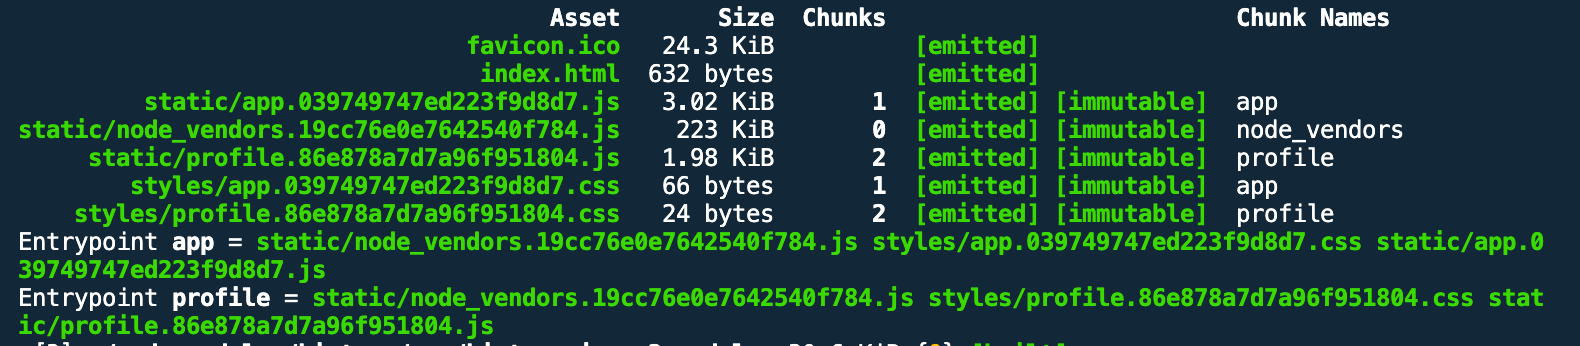 Asset Size Chunks Chunk Names
favicon.ico 24.3 KiB [emitted]
index.html 632 bytes [emitted]
static/app.039749747ed223f9d8d7.js 3.02 KiB 1 [emitted] [immutable] app
static/node_vendors.19cc76e0e7642540f784.js 223 KiB 0 [emitted] [immutable] node_vendors
static/profile.86e878a7d7a96f951804.js 1.98 KiB 2 [emitted] [immutable] profile
styles/app.039749747ed223f9d8d7.css 66 bytes 1 [emitted] [immutable] app
styles/profile.86e878a7d7a96f951804.css 24 bytes 2 [emitted] [immutable] profile
Entrypoint app = static/node_vendors.19cc76e0e7642540f784.js styles/app.039749747ed223f9d8d7.css static/app.0
39749747ed223f9d8d7.js
Entrypoint profile = static/node_vendors.19cc76e0e7642540f784.js styles/profile.86e878a7d7a96f951804.css stat
ic/profile.86e878a7d7a96f951804.js